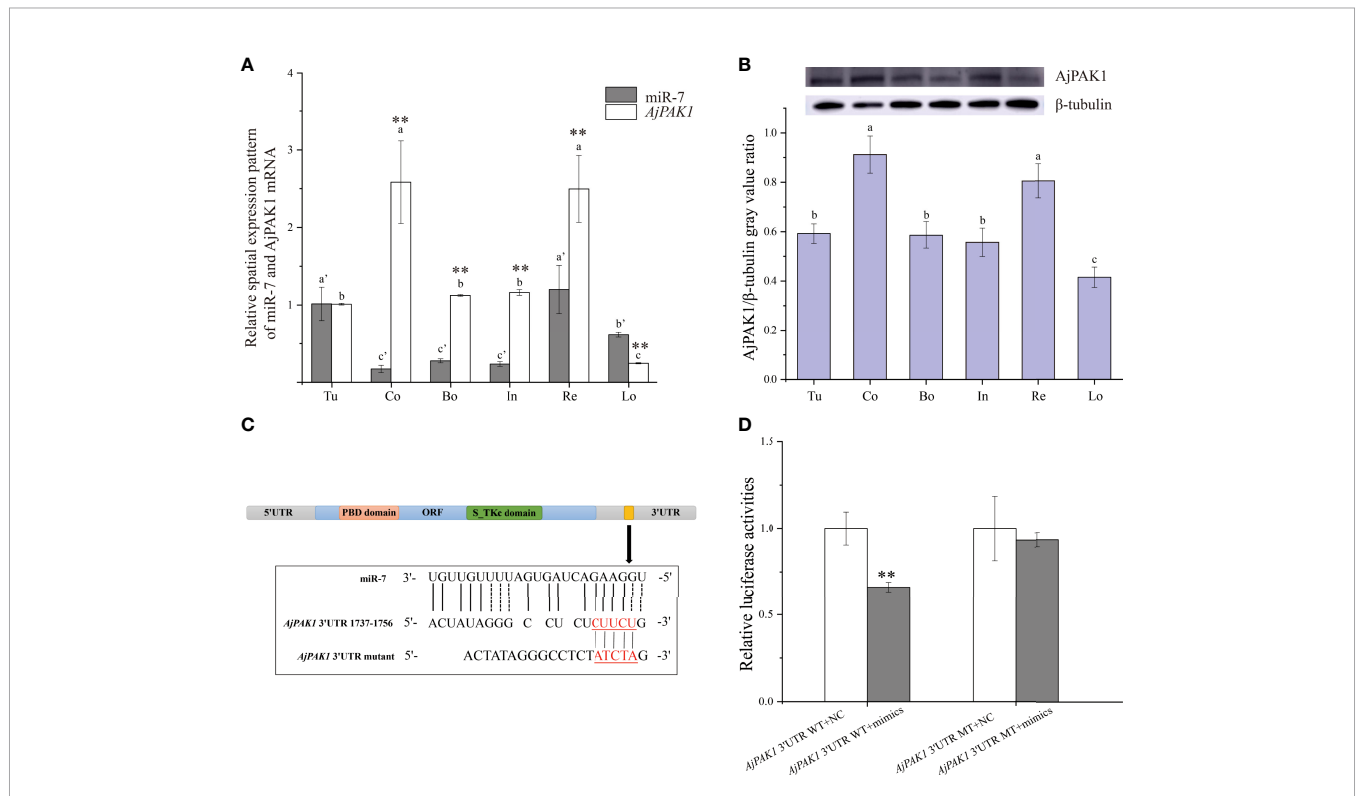 A
4
3
2
1
Relative spatial expression pattern
of miR-7 and AjPAK1 mRNA
miR-7
AjPAK1
a’
b
**
a
c’
**
b
c’
**
b
c’
**
a
a’
b’
**
c
Tu Co Bo In Re Lo
B
AjPAK1
β-tubulin
AjPAK1/β-tubulin gray value ratio
1.0
0.8
0.6
0.4
0.2
0.0
b
a
b
b
a
c
Tu Co Bo In Re Lo
C
5'UTR PBD domain ORF S_TKc domain 3'UTR
miR-7 3'- UGUUGUUUUAGUGAUCAGAAGGU -5'
AjPAK1 3'UTR 1737-1756 5'- ACUAUAGGG C CU CUCUUCUG -3'
AjPAK1 3'UTR mutant 5'- ACTATAGGGCCTCTATCTAG -3'
D
Relative luciferase activities
1.5
1.0
0.5
0.0
**
AjPAK1 3'UTR WT+NC
AjPAK1 3'UTR WT+mimics
AjPAK1 3'UTR MT+NC
AjPAK1 3'UTR MT+mimics